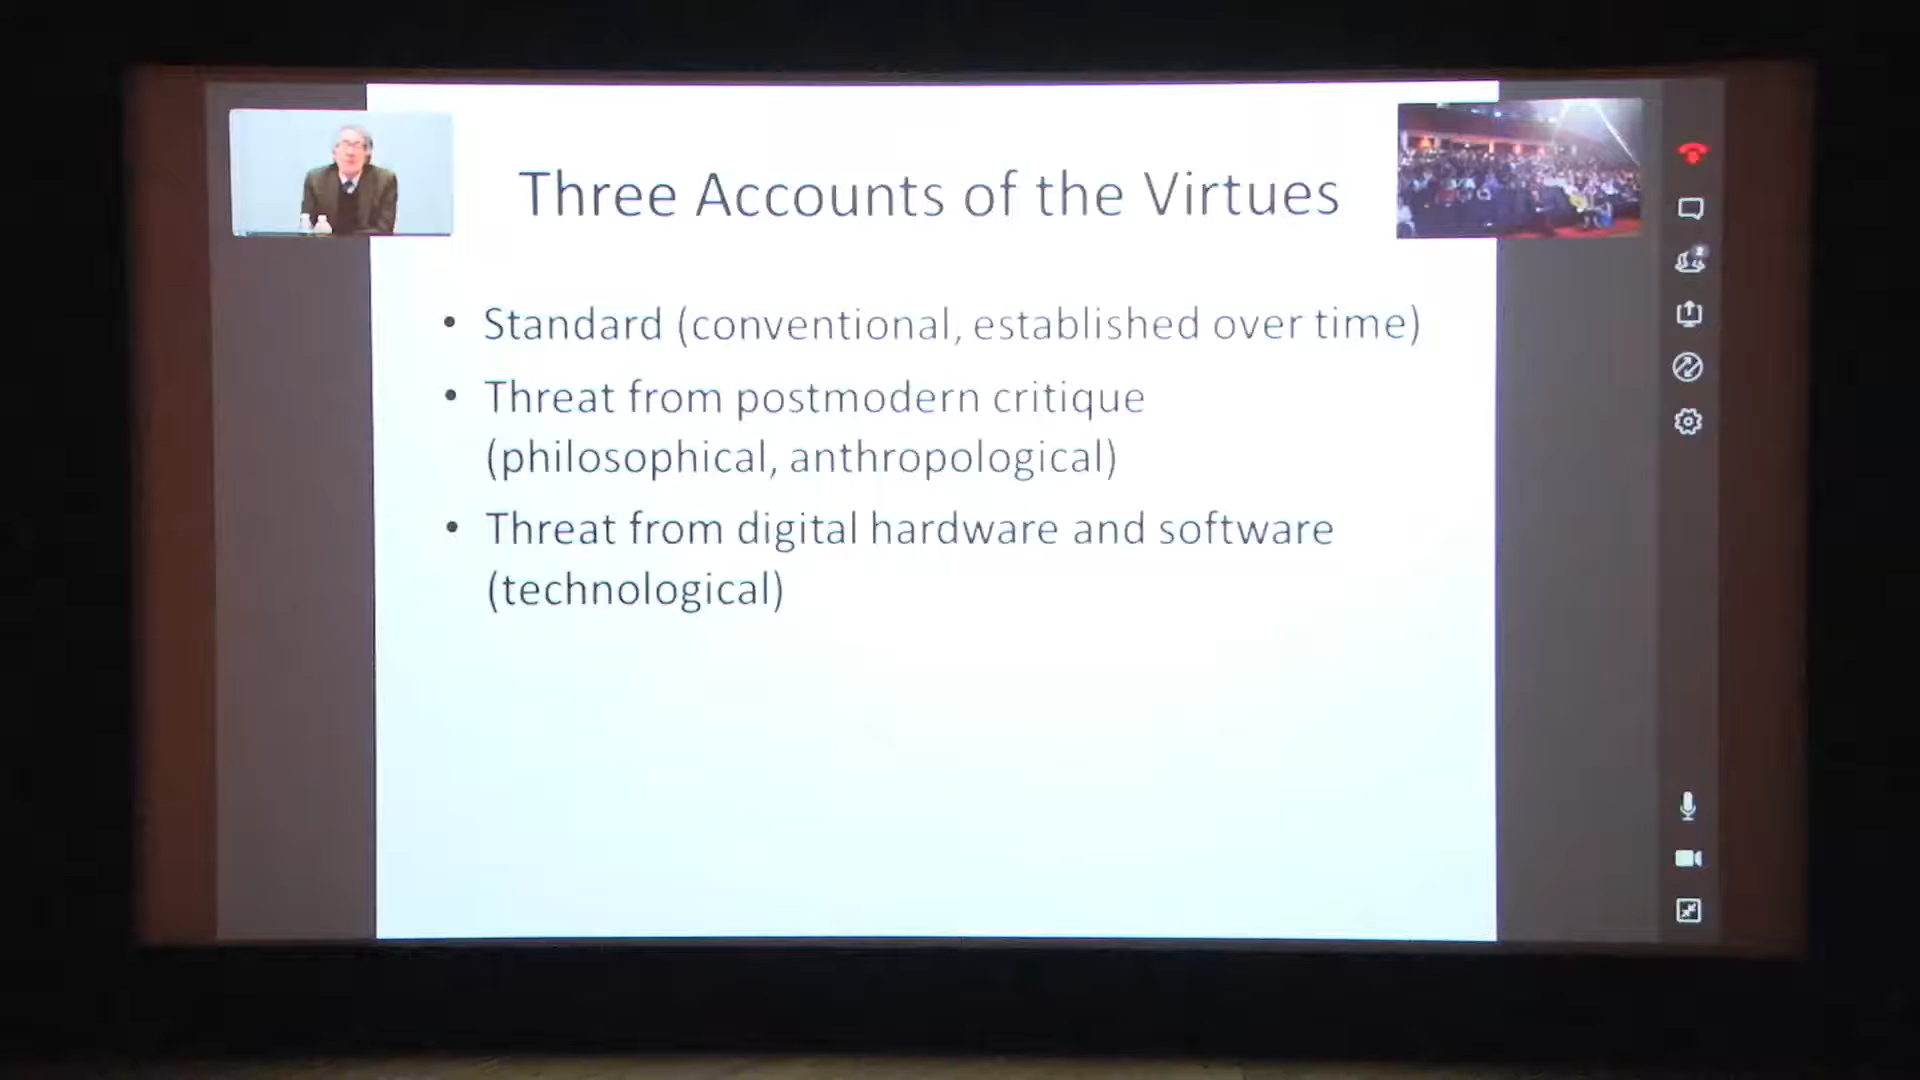 Three Accounts of the Virtues
• Standard (conventional, established over time)
• Threat from postmodern critique
(philosophical, anthropological)
• Threat from digital hardware and software
(technological)
2